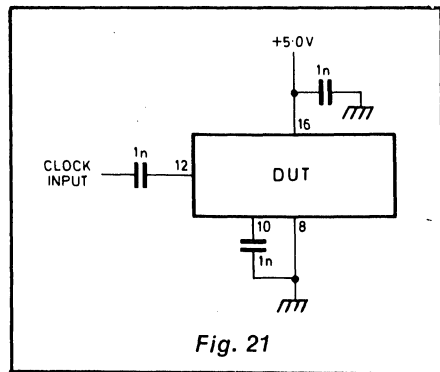 +5·0V
1n
16
1n
12
CLOCK
INPUT
DUT
10
8
1n
Fig. 21